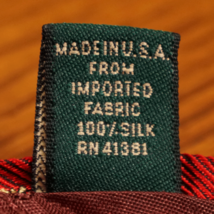 MADE IN U.S.A.
FROM
IMPORTED
FABRIC
100% SILK
RN 41381